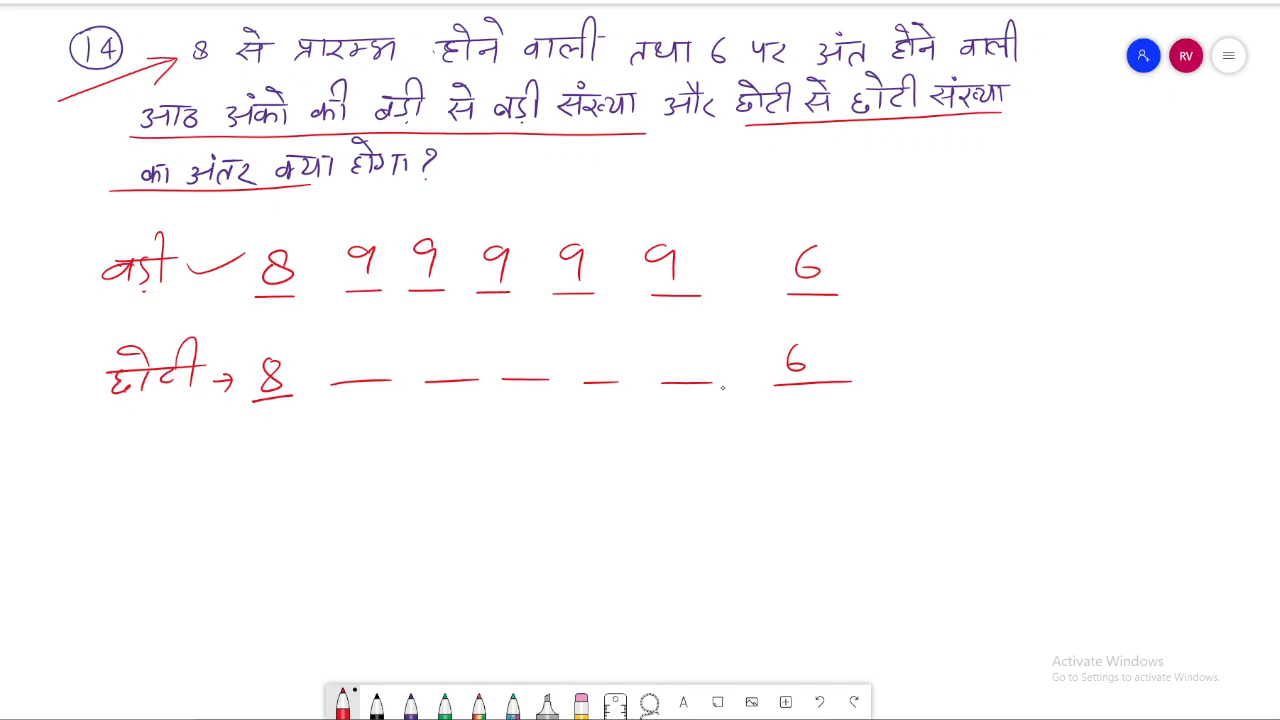 14 8 से प्रारम्भ होने वाली तथा 6 पर अंत होने वाली
RV
आठ अंको की बड़ी से बड़ी संख्या और छोटी से छोटी संख्या
का अंतर क्या होगा?
बड़ी 8 9 9 9 9 9 6
छोटी → 8 _ _ _ _ _ 6
Activate Windows
Go to Settings to activate Windows.
A